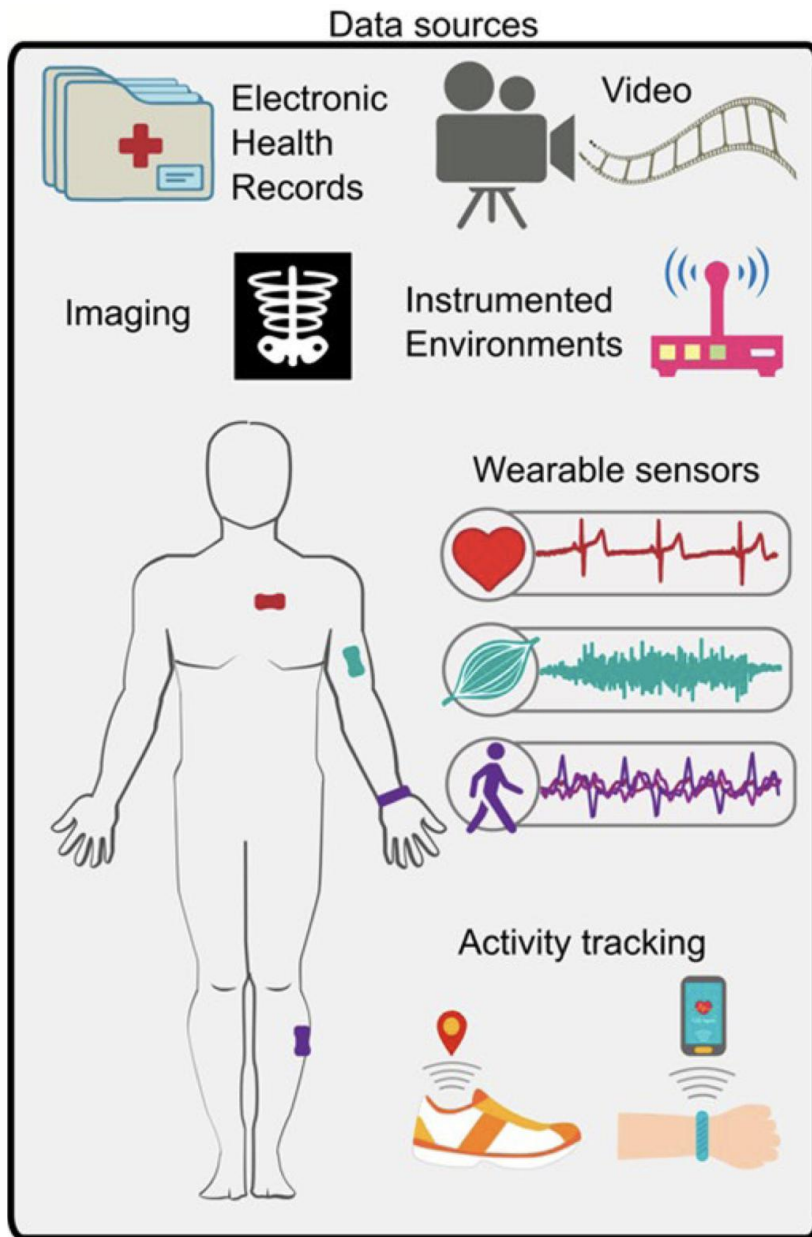 Data sources
Electronic
Health
Records
Video
Imaging
Instrumented
Environments
Wearable sensors
Activity tracking